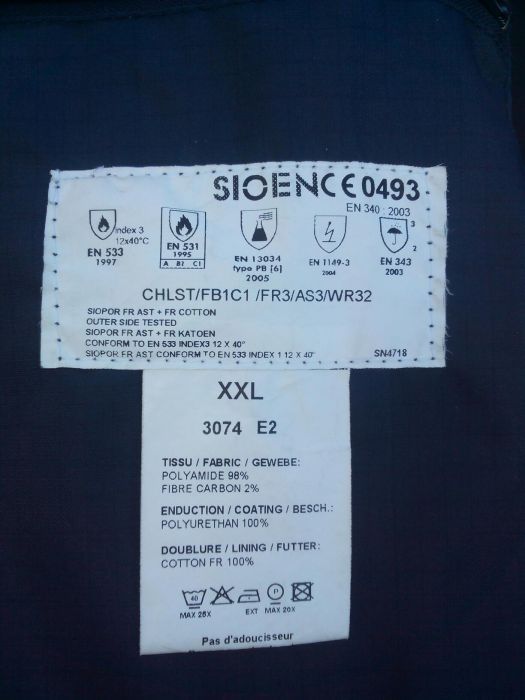 SIOEN CE 0493
EN 340 : 2003
Index 3
12x40°C
EN 533
1997
EN 531
1995
A B1 C1
EN 13034
type PB [6]
2005
EN 1149-3
2004
3
2
EN 343
2003
CHLST/FB1C1 /FR3/AS3/WR32
SIOPOR FR AST + FR COTTON
OUTER SIDE TESTED
SIOPOR FR AST + FR KATOEN
CONFORM TO EN 533 INDEX3 12 X 40°
SIOPOR FR AST CONFORM TO EN 533 INDEX 1 12 X 40°
SN4718
XXL
3074 E2
TISSU / FABRIC / GEWEBE:
POLYAMIDE 98%
FIBRE CARBON 2%
ENDUCTION / COATING / BESCH.:
POLYURETHAN 100%
DOUBLURE / LINING / FUTTER:
COTTON FR 100%
40 P
MAX 26X EXT MAX 26X
Pas d'adoucisseur